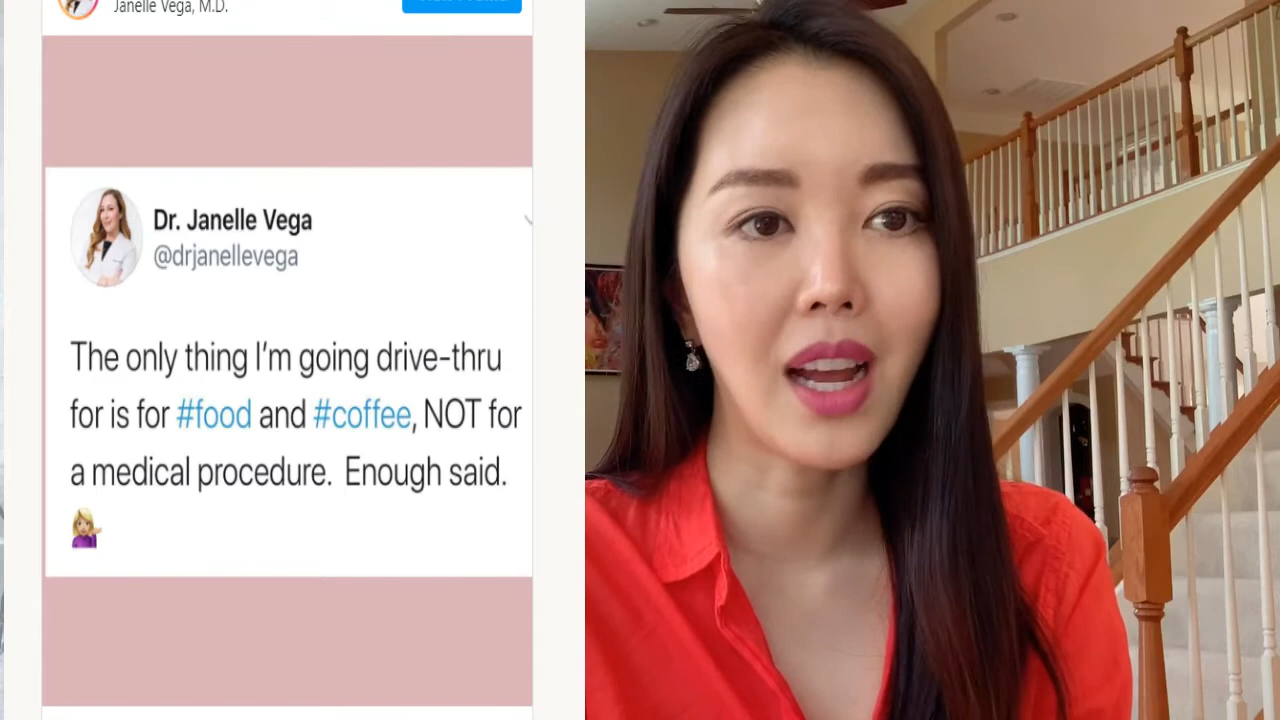 Janelle Vega, M.D.
Dr. Janelle Vega
@drjanellevega
The only thing I'm going drive-thru
for is for #food and #coffee, NOT for
a medical procedure. Enough said.